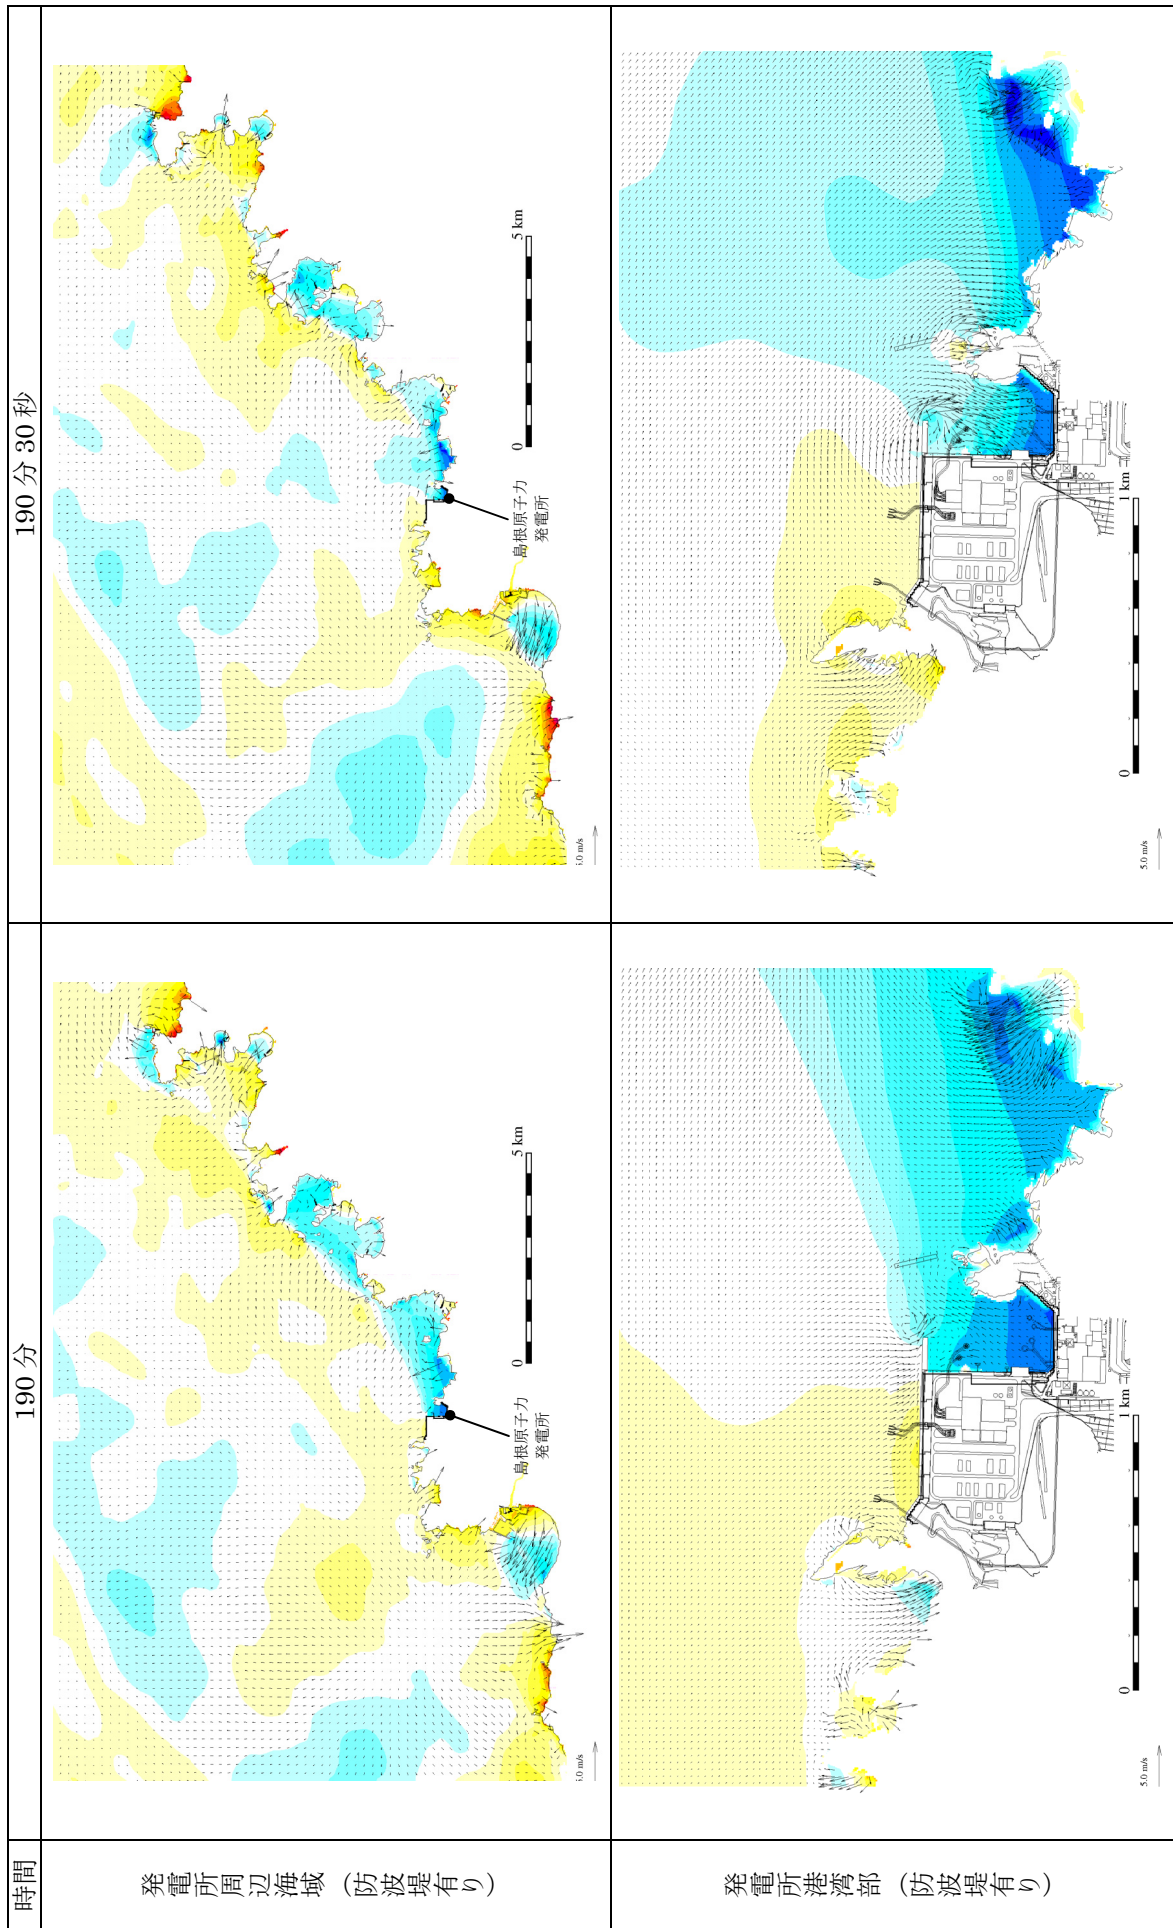 時間
190分
190分30秒
発電所周辺海域（防波堤有り）
島根原子力
発電所
0
5 km
5.0 m/s
島根原子力
発電所
0
5 km
5.0 m/s
発電所港湾部（防波堤有り）
0
1 km
5.0 m/s
0
1 km
5.0 m/s